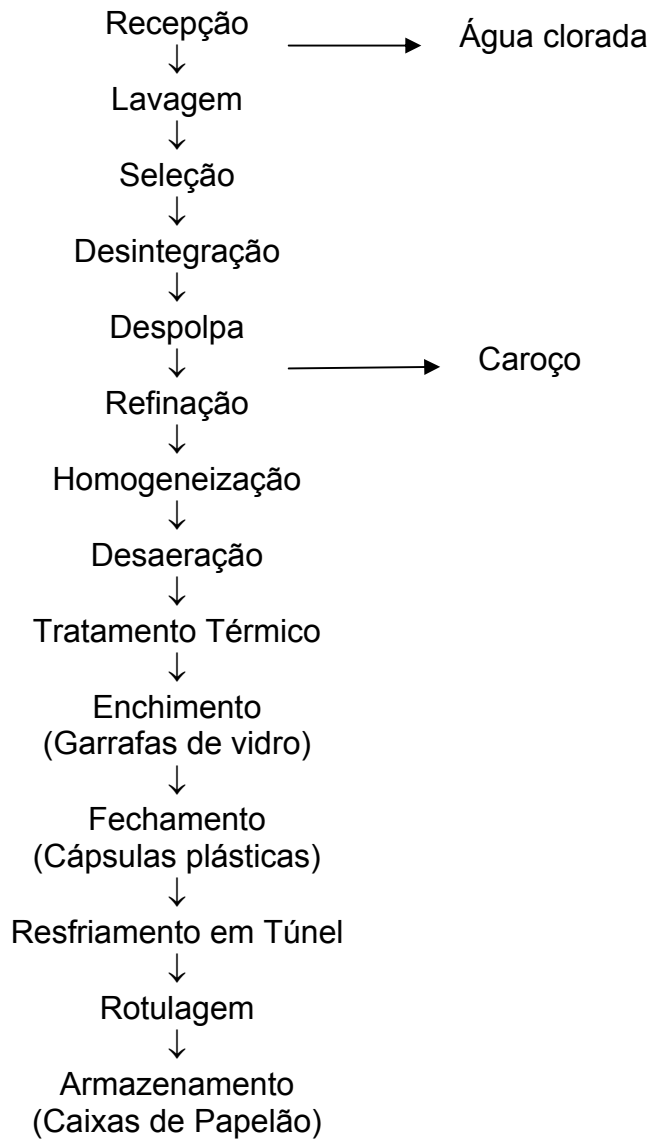 Recepção
Água clorada
Lavagem
Seleção
Desintegração
Despolpa
Caroço
Refinação
Homogeneização
Desaeração
Tratamento Térmico
Enchimento
(Garrafas de vidro)
Fechamento
(Cápsulas plásticas)
Resfriamento em Túnel
Rotulagem
Armazenamento
(Caixas de Papelão)